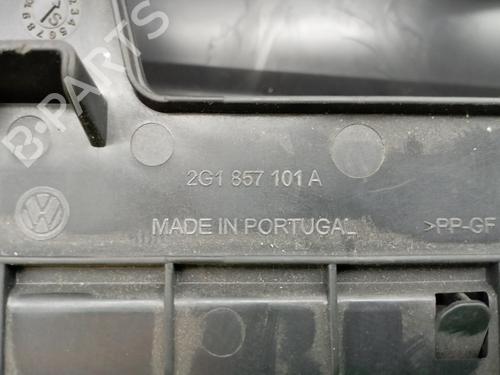 B-PARTS
2G1 857 101 A
MADE IN PORTUGAL
>PP-GF